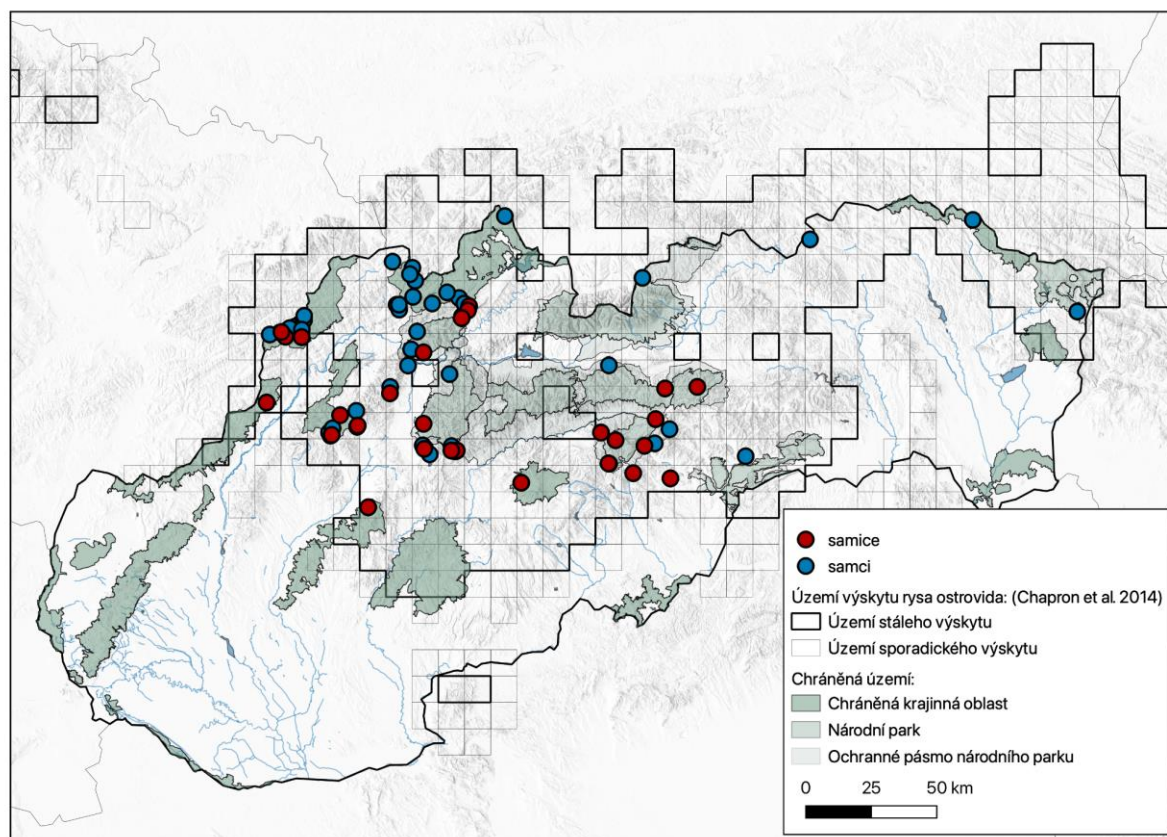 samice
samci
Území výskytu rysa ostrovida: (Chapron et al. 2014)
Území stáleho výskytu
Území sporadického výskytu
Chráněná území:
Chráněná krajinná oblast
Národní park
Ochranné pásmo národního parku
0 25 50 km